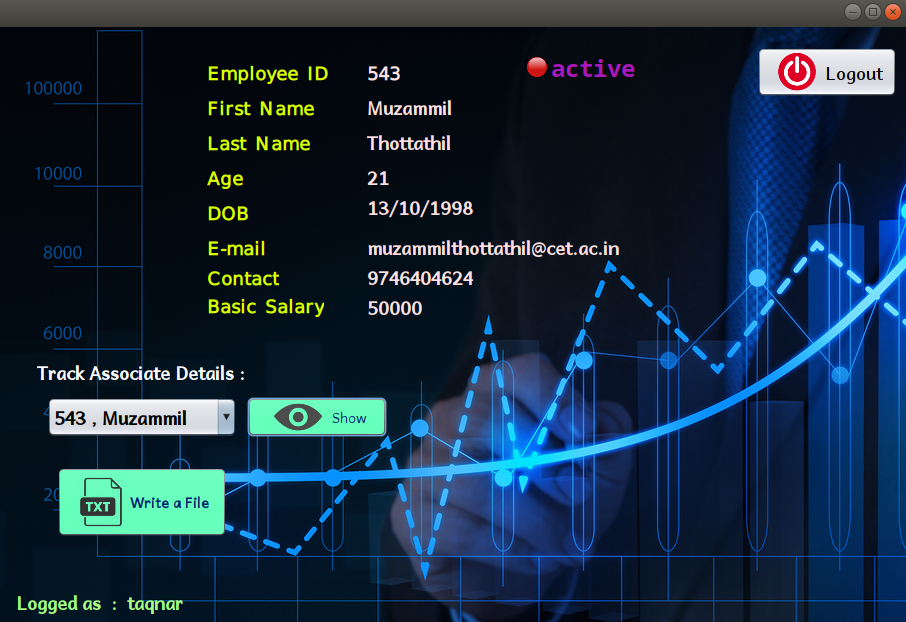 active
Logout
Employee ID 543
First Name Muzammil
Last Name Thottathil
Age 21
DOB 13/10/1998
E-mail muzammilthottathil@cet.ac.in
Contact 9746404624
Basic Salary 50000
100000
10000
8000
6000
Track Associate Details :
543 , Muzammil
Show
TXT Write a File
Logged as : taqnar